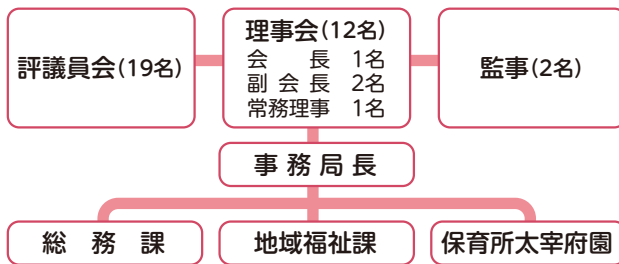 評議員会(19名)
理事会(12名)
会長 1名
副会長 2名
常務理事 1名
監事(2名)
事務局長
総務課
地域福祉課
保育所太宰府園